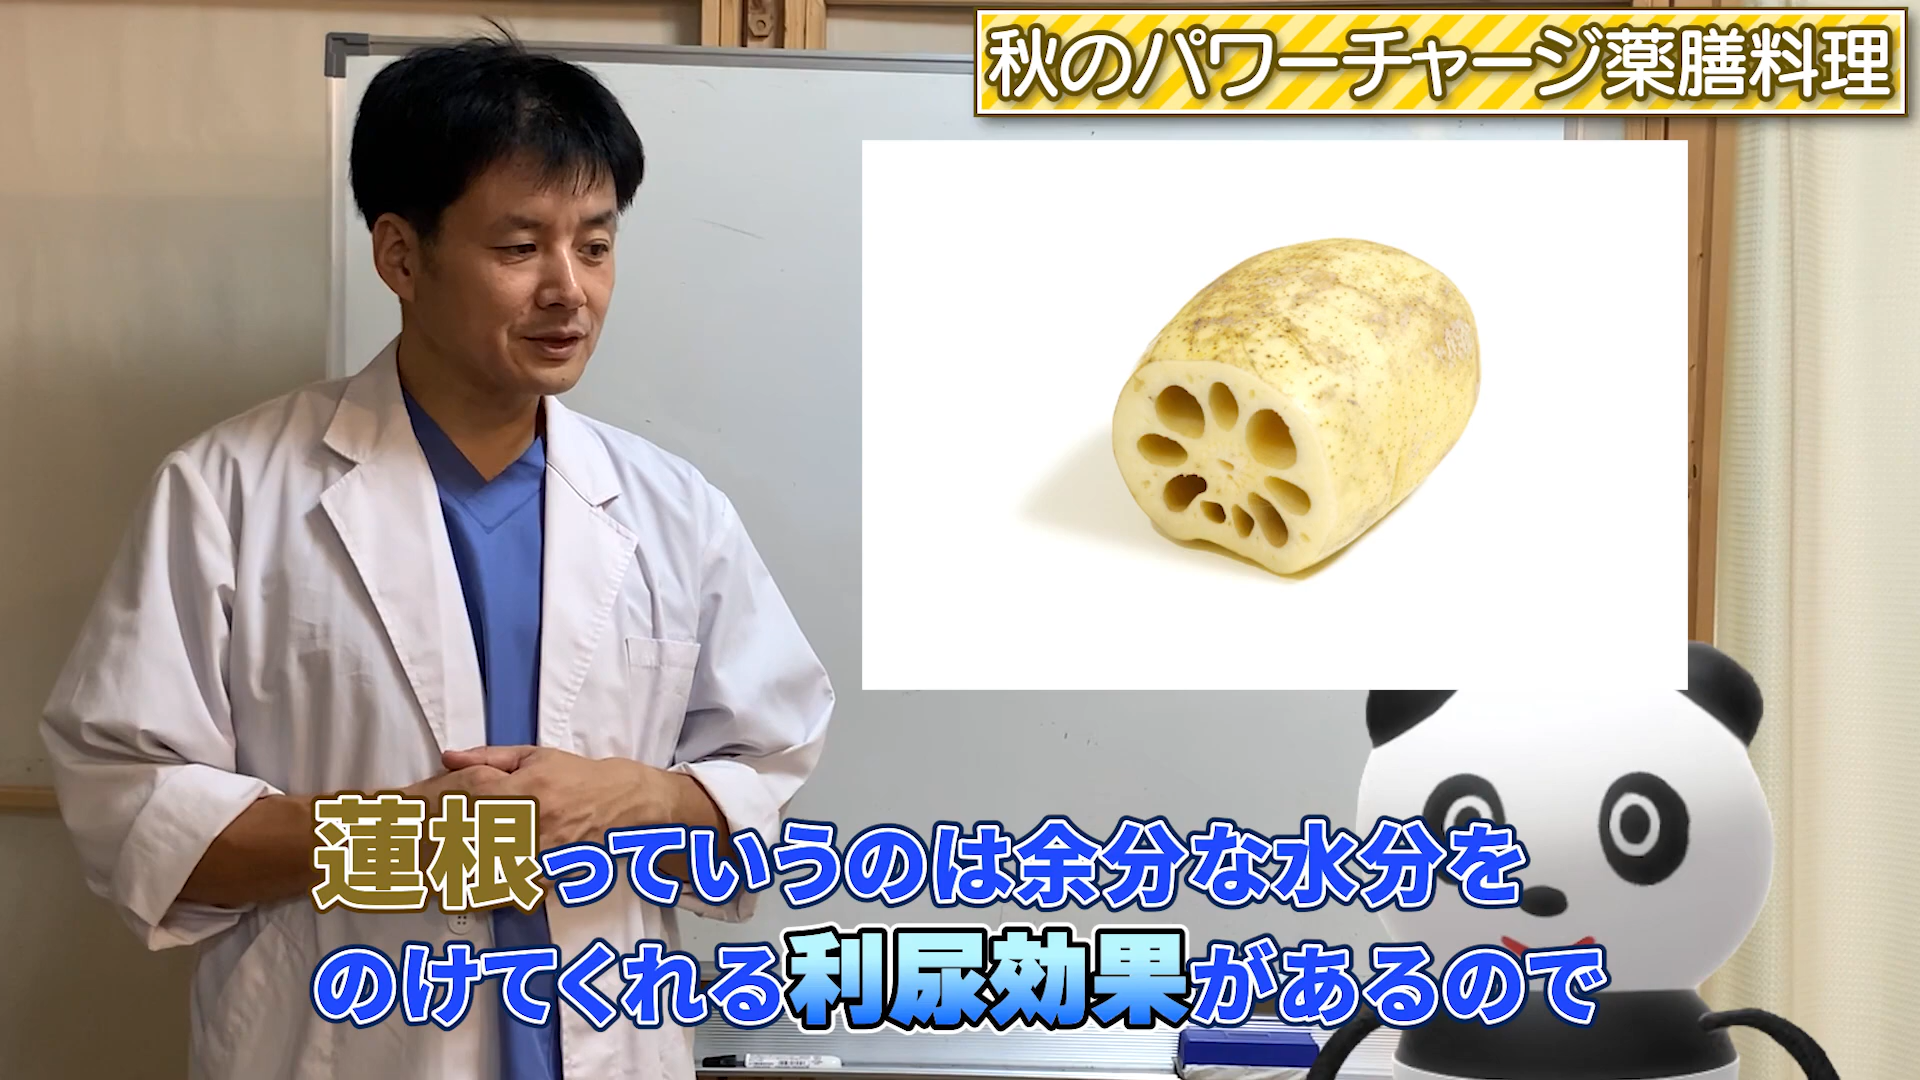 秋のパワーチャージ薬膳料理
蓮根っていうのは余分な水分を
のけてくれる利尿効果があるので